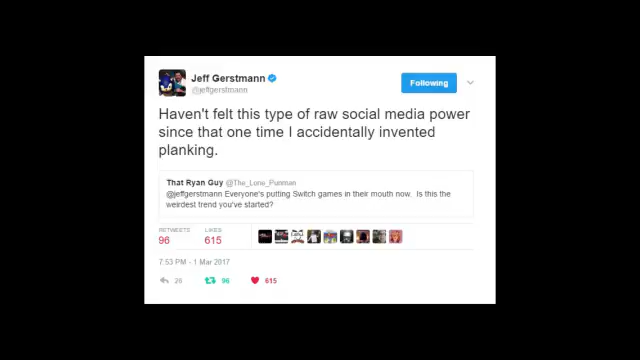 Jeff Gerstmann
@jeffgerstmann
Following
Haven't felt this type of raw social media power
since that one time I accidentally invented
planking.
That Ryan Guy @The_Lone_Punman
@jeffgerstmann Everyone's putting Switch games in their mouth now. Is this the
weirdest trend you've started?
RETWEETS LIKES
96 615
7:53 PM - 1 Mar 2017
96 615